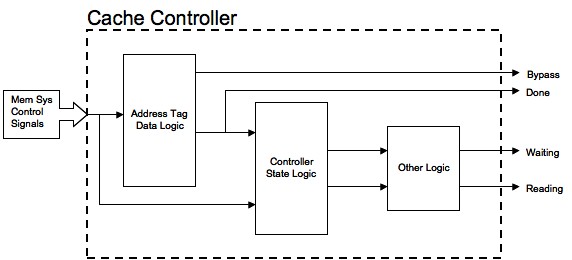 Cache Controller
Mem Sys
Control
Signals
Address Tag
Data Logic
Bypass
Done
Controller
State Logic
Other Logic
Waiting
Reading